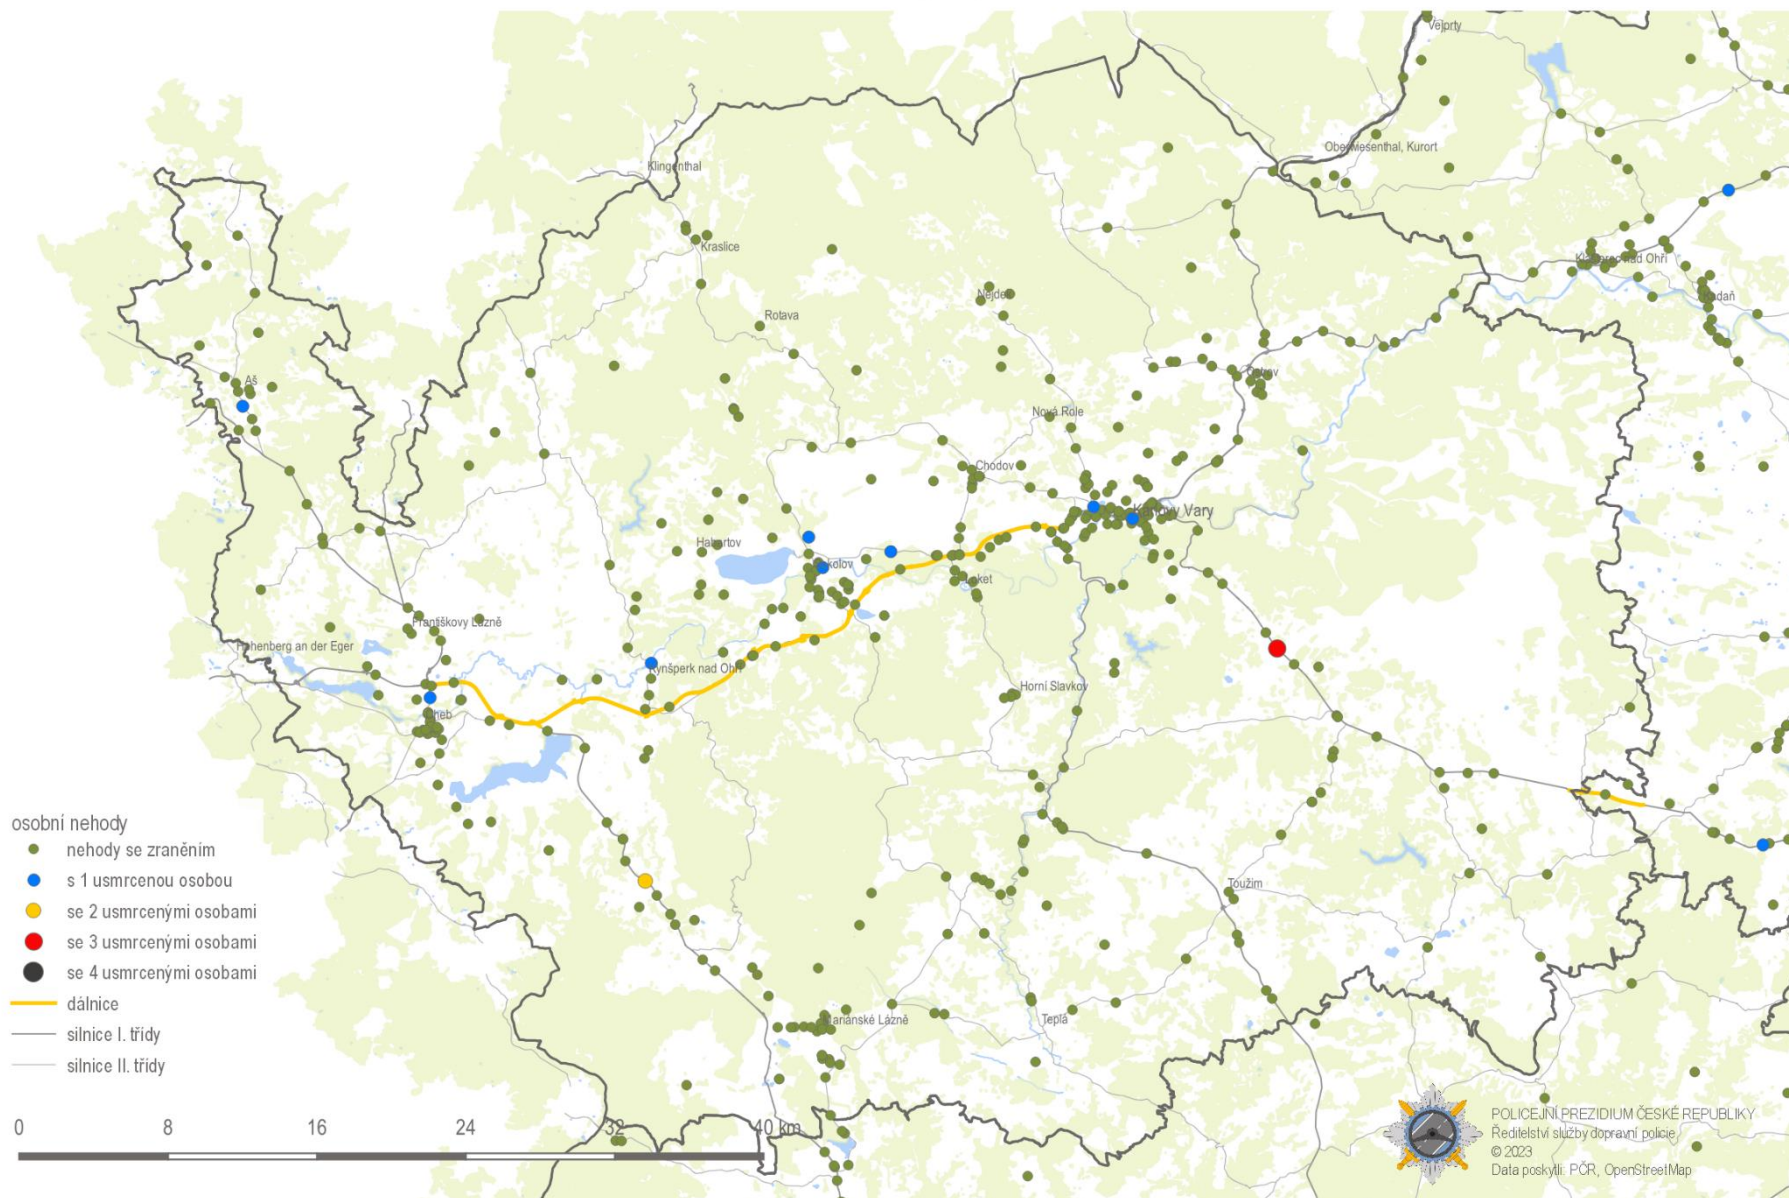 Vejprty
Oberwiesenthal, Kurort
Klingenthal
Kraslice
Klášterec nad Ohří
Kadaň
Nejdek
Rotava
Aš
Ostrov
Nová Role
Chodov
Karlovy Vary
Habartov
Sokolov
Loket
Františkovy Lázně
Hohenberg an der Eger
Kynšperk nad Ohří
Horní Slavkov
Cheb
Toužim
Mariánské Lázně
Teplá
osobní nehody
nehody se zraněním
s 1 usmrcenou osobou
se 2 usmrcenými osobami
se 3 usmrcenými osobami
se 4 usmrcenými osobami
dálnice
silnice I. třídy
silnice II. třídy
0 8 16 24 32 40 km
POLICEJNÍ PREZIDIUM ČESKÉ REPUBLIKY
Ředitelství služby dopravní policie
© 2023
Data poskytli: PČR, OpenStreetMap